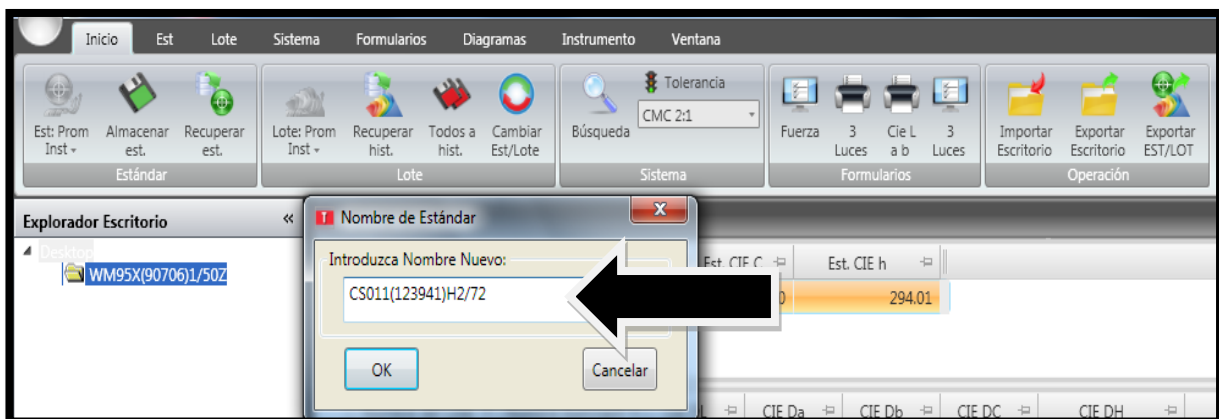 Inicio Est Lote Sistema Formularios Diagramas Instrumento Ventana
Est: Prom Inst
Almacenar est.
Recuperar est.
Estándar
Lote: Prom Inst
Recuperar hist.
Todos a hist.
Cambiar Est/Lote
Lote
Búsqueda
Tolerancia
CMC 2:1
Sistema
Fuerza
3 Luces
Cie L a b
3 Luces
Formularios
Importar Escritorio
Exportar Escritorio
Exportar EST/LOT
Operación
Explorador Escritorio «
Desktop
WM95X(90706)1/50Z
T Nombre de Estándar X
Introduzca Nombre Nuevo:
CS011(123941)H2/72
OK Cancelar
Est. CIE C Est. CIE h
294.01
CIE Da CIE Db CIE DC CIE DH